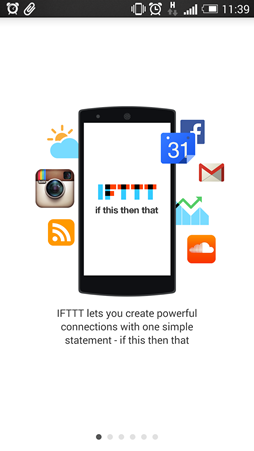 H
11:39
31
IFTTT
if this then that
IFTTT lets you create powerful
connections with one simple
statement - if this then that